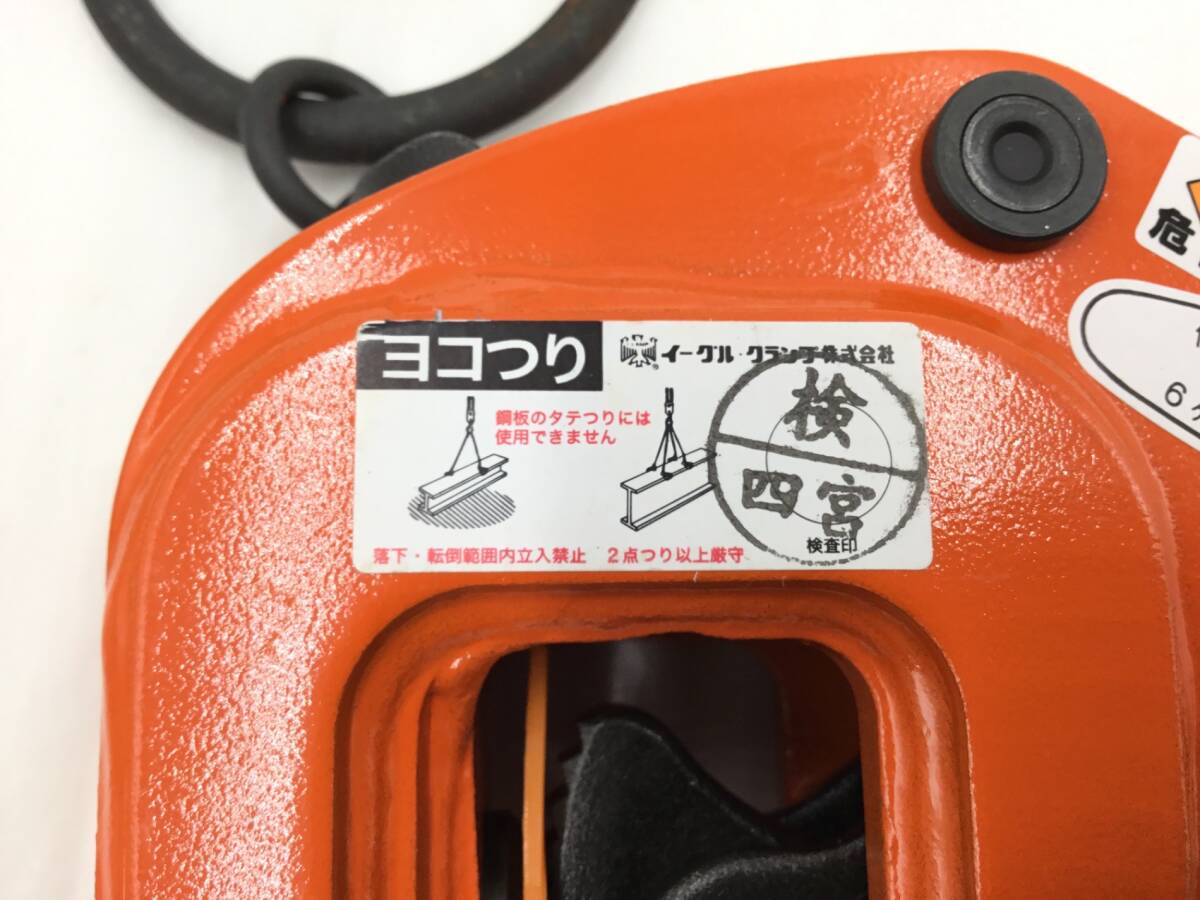 ヨコつり
イーグル・クランプ株式会社
鋼板のタテつりには
使用できません
検
四宮
検査印
落下・転倒範囲内立入禁止 2点つり以上厳守
危
6